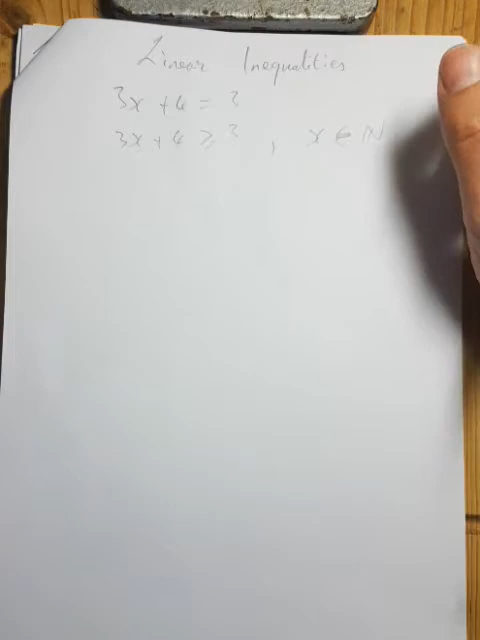 Linear Inequalities
3x + 4 = 3
3x + 4 ≥ 3 , x ∈ ℕ